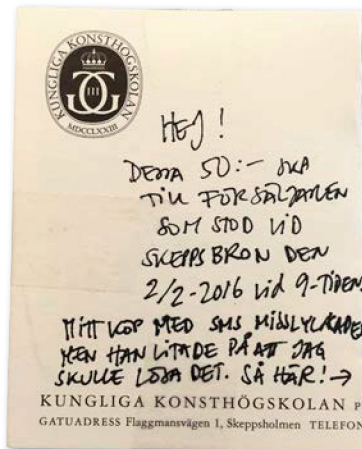 KUNGLIGA KONSTHÖGSKOLAN
III
MDCCLXXIII
HEJ!
DESSA 50:- SKA
TILL FÖRSÄLJAREN
SOM STOD VID
SKEPPSBRON DEN
2/2-2016 vid 9-TIDEN.
MITT KÖP MED SMS MISSLYCKADES
MEN HAN LITADE PÅ ATT JAG
SKULLE LÖSA DET. SÅ HÄR! →
KUNGLIGA KONSTHÖGSKOLAN P
GATUADRESS Flaggmansvägen 1, Skeppsholmen TELEFON